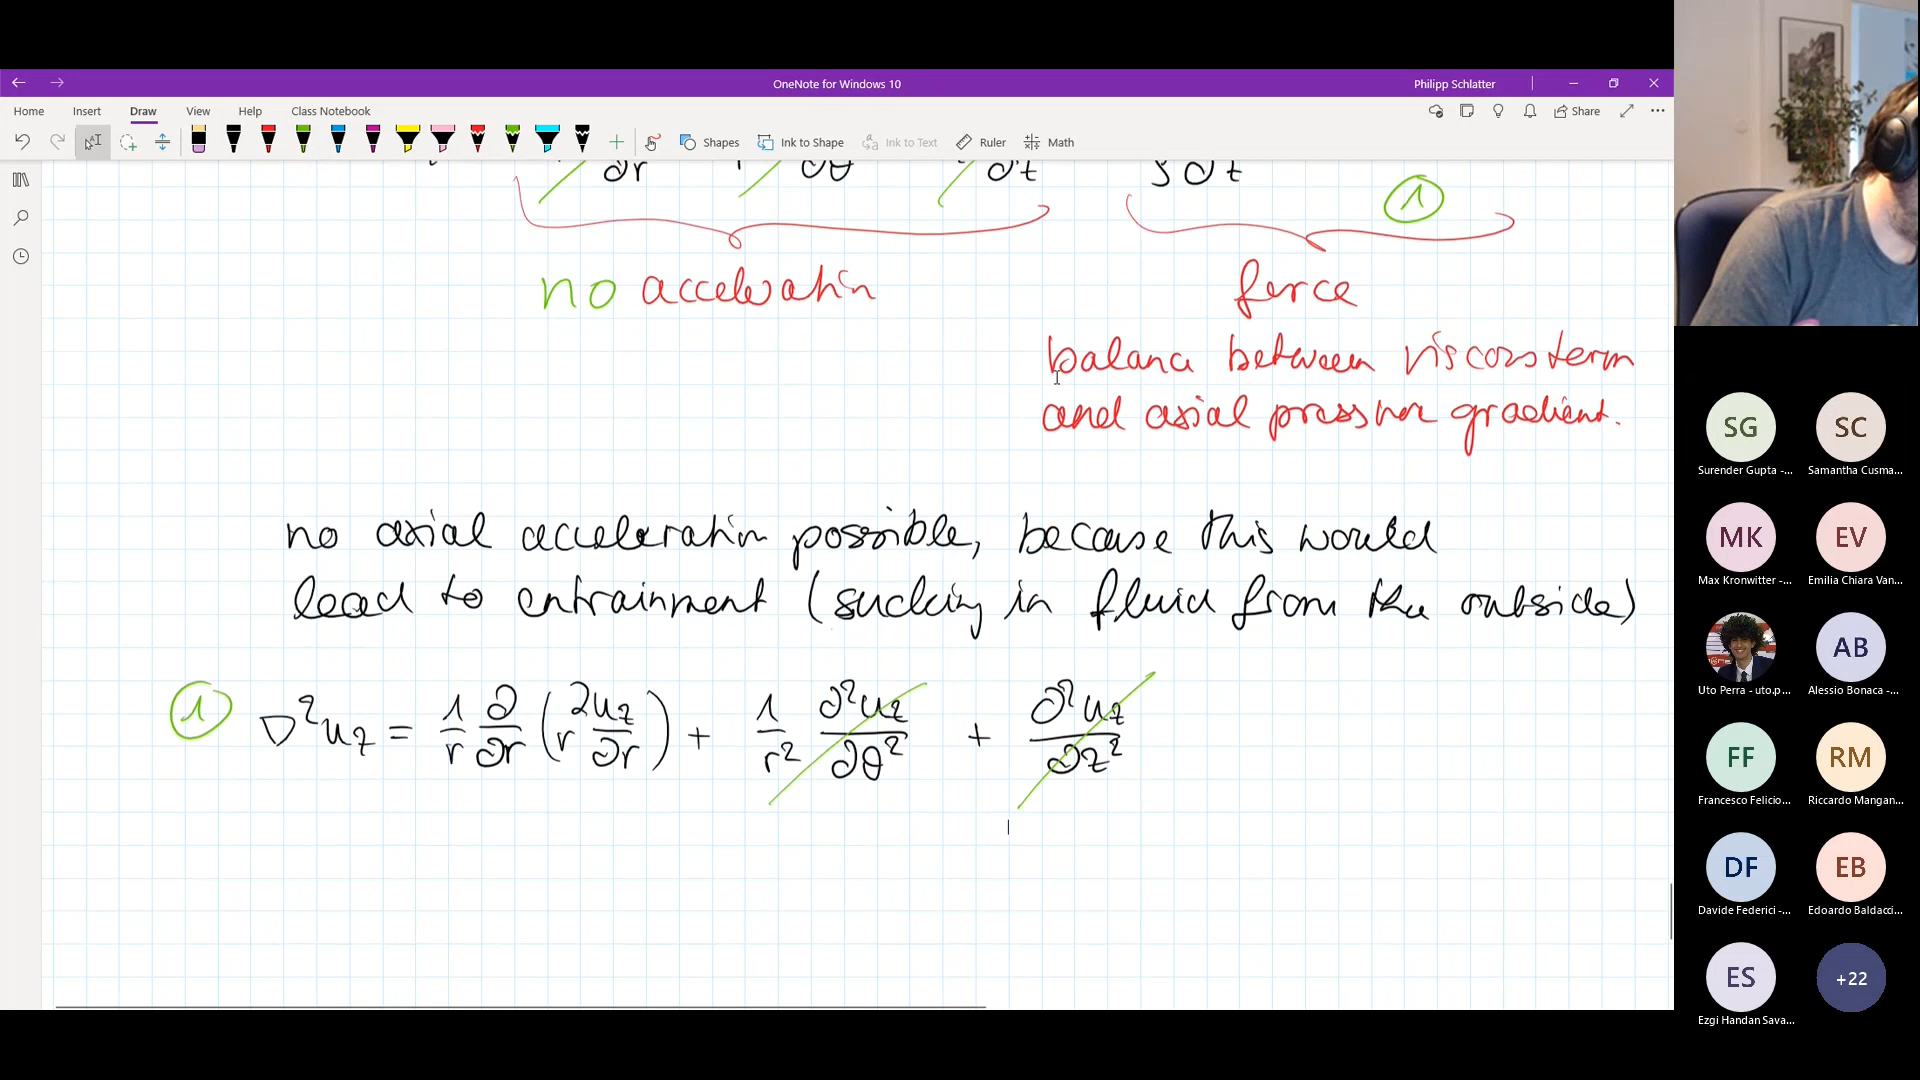 OneNote for Windows 10
Philipp Schlatter
Home Insert Draw View Help Class Notebook
Share
Shapes Ink to Shape Ink to Text Ruler Math
∂r ∂θ ∂z ρ ∂z
1
no acceleratin
force
balance between viscous term
and axial pressure gradient.
no axial acceleration possible, because this would
lead to entrainment (sucking in fluid from the outside)
1 ∇²u_z = 1/r ∂/∂r (r ∂u_z/∂r) + 1/r² ∂²u_z/∂θ² + ∂²u_z/∂z²
SG SC
Surender Gupta -... Samantha Cusma...
MK EV
Max Kronwitter -... Emilia Chiara Van...
AB
Uto Perra - uto.p... Alessio Bonaca -...
FF RM
Francesco Felicio... Riccardo Mangan...
DF EB
Davide Federici -... Edoardo Baldacci...
ES +22
Ezgi Handan Sava...